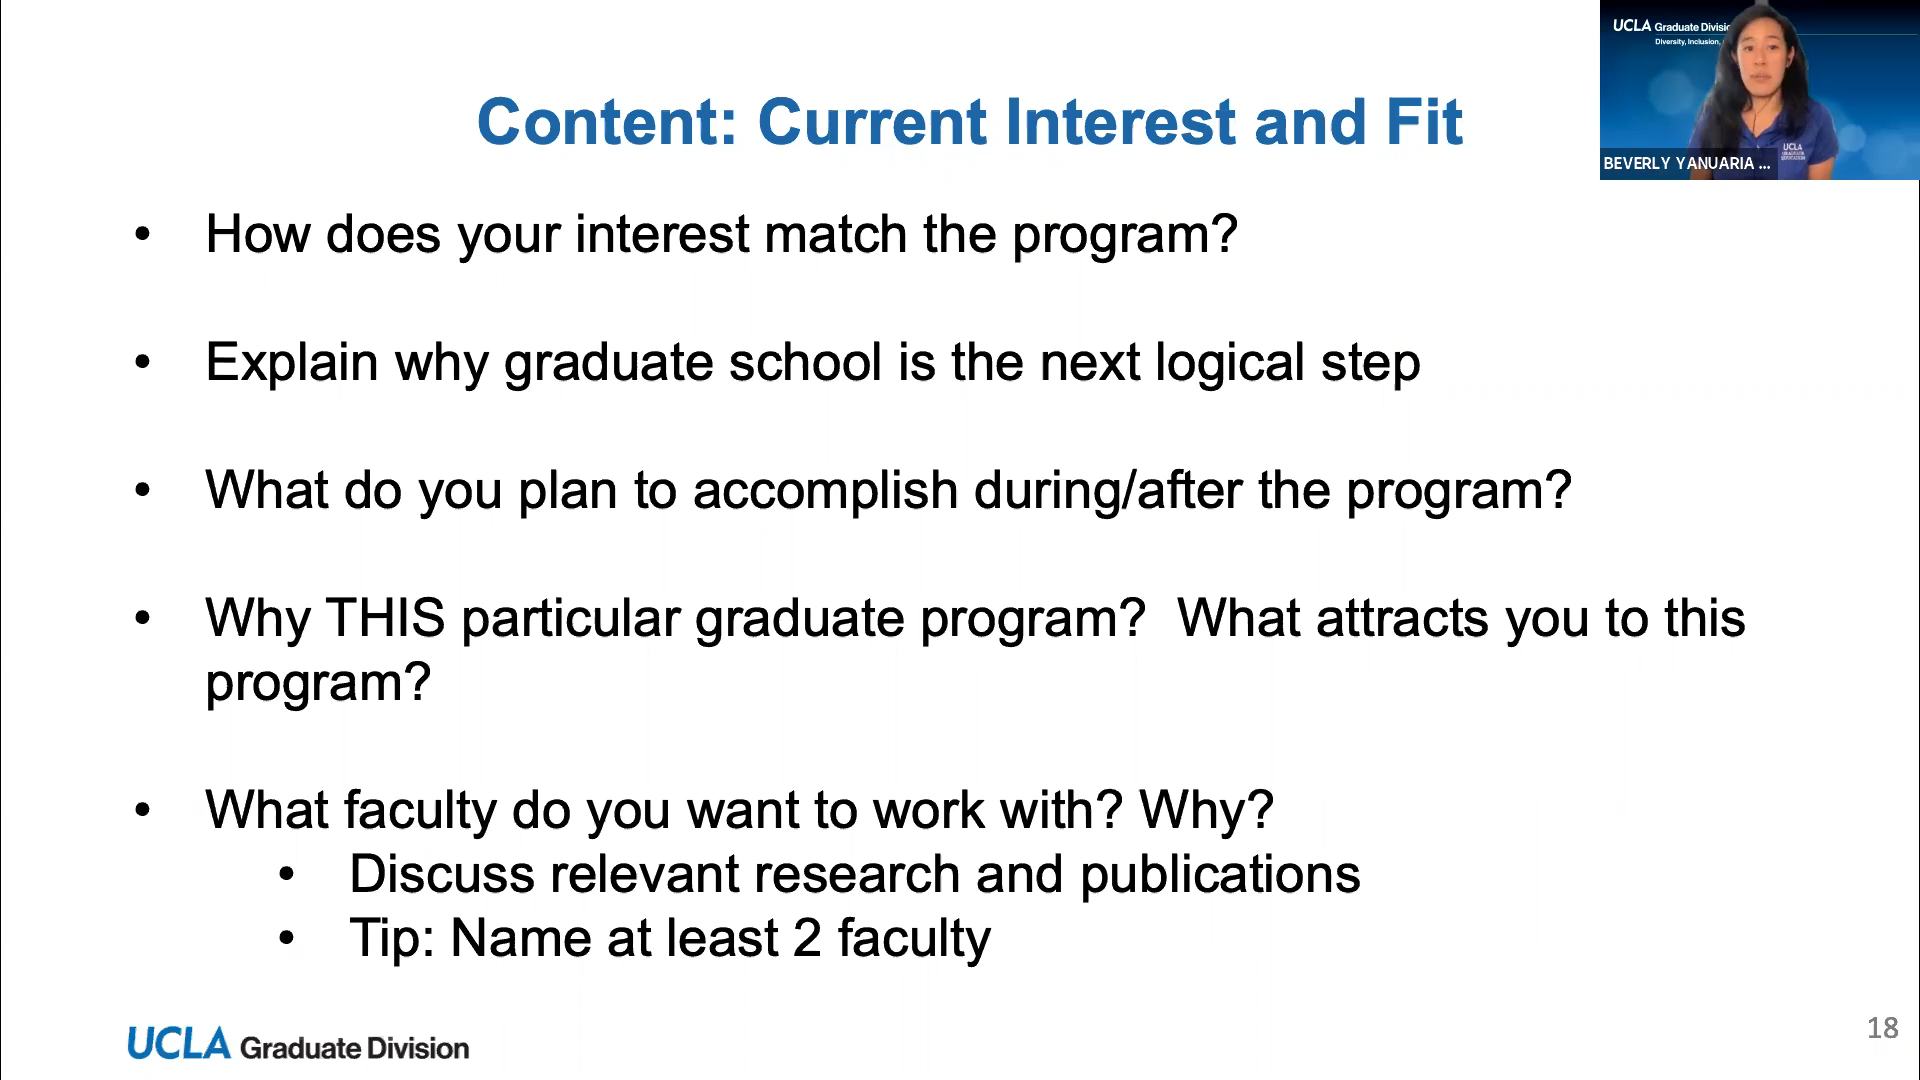 Content: Current Interest and Fit
• How does your interest match the program?
• Explain why graduate school is the next logical step
• What do you plan to accomplish during/after the program?
• Why THIS particular graduate program?  What attracts you to this
program?
• What faculty do you want to work with? Why?
• Discuss relevant research and publications
• Tip: Name at least 2 faculty
UCLA Graduate Division
18
UCLA Graduate Divisi
Diversity, Inclusion,
UCLA
BEVERLY YANUARIA ...